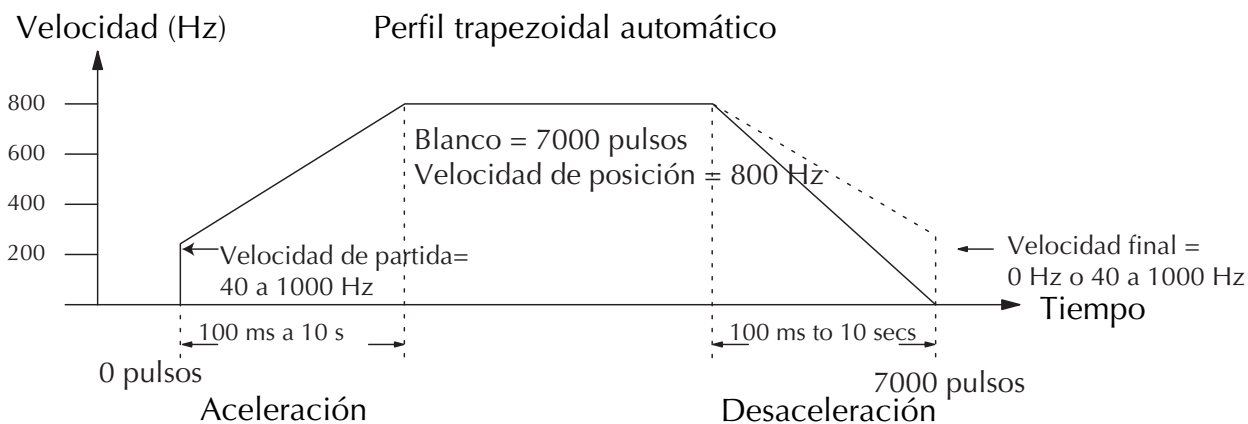 Velocidad (Hz)
Perfil trapezoidal automático
800
600
400
200
Blanco = 7000 pulsos
Velocidad de posición = 800 Hz
Velocidad de partida=
40 a 1000 Hz
Velocidad final =
0 Hz o 40 a 1000 Hz
Tiempo
100 ms a 10 s
100 ms to 10 secs
0 pulsos
7000 pulsos
Aceleración
Desaceleración